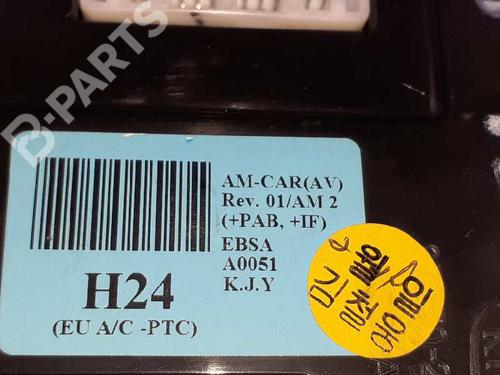 B-PARTS
AM-CAR(AV)
Rev. 01/AM 2
(+PAB, +IF)
EBSA
A0051
K.J.Y
H24
(EU A/C -PTC)